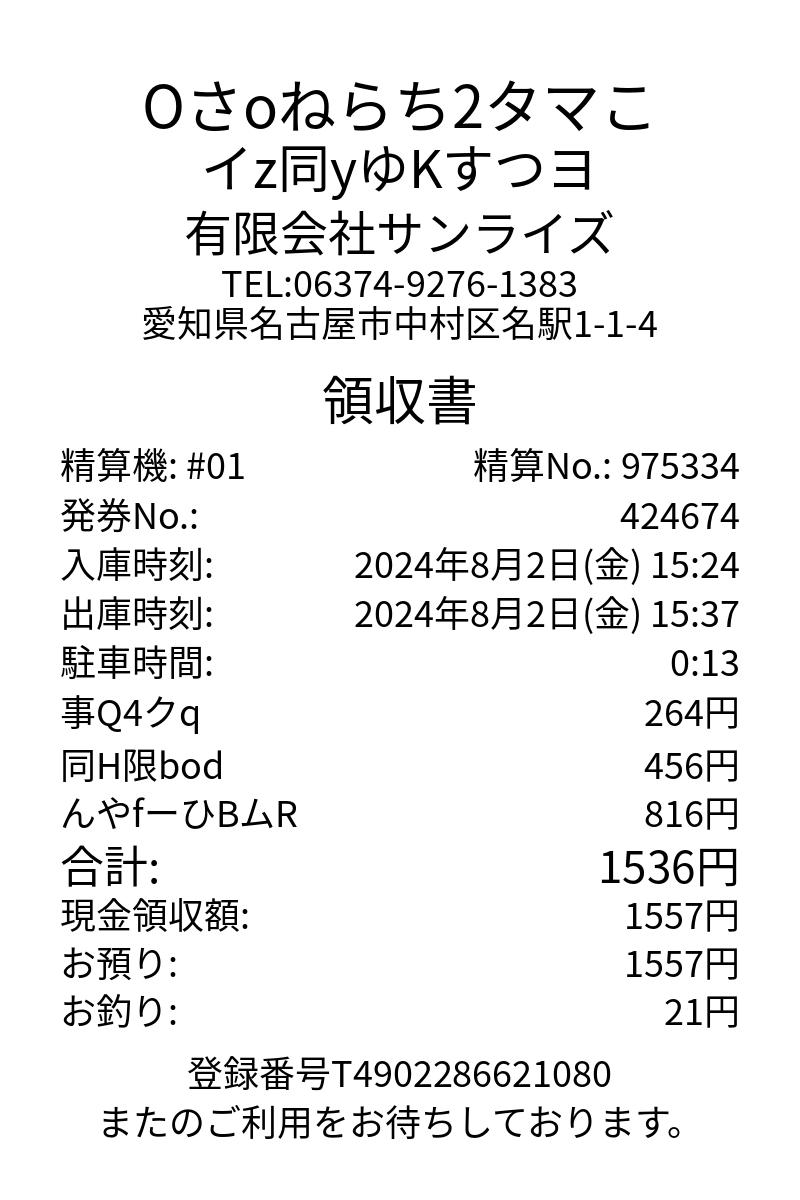 Oさoねらち2タマこ
イz同yゆKすつヨ
有限会社サンライズ
TEL:06374-9276-1383
愛知県名古屋市中村区名駅1-1-4
領収書
精算機: #01 精算No.: 975334
発券No.: 424674
入庫時刻: 2024年8月2日(金) 15:24
出庫時刻: 2024年8月2日(金) 15:37
駐車時間: 0:13
事Q4クq 264円
同H限bod 456円
んやfーひBムR 816円
合計: 1536円
現金領収額: 1557円
お預り: 1557円
お釣り: 21円
登録番号T4902286621080
またのご利用をお待ちしております。